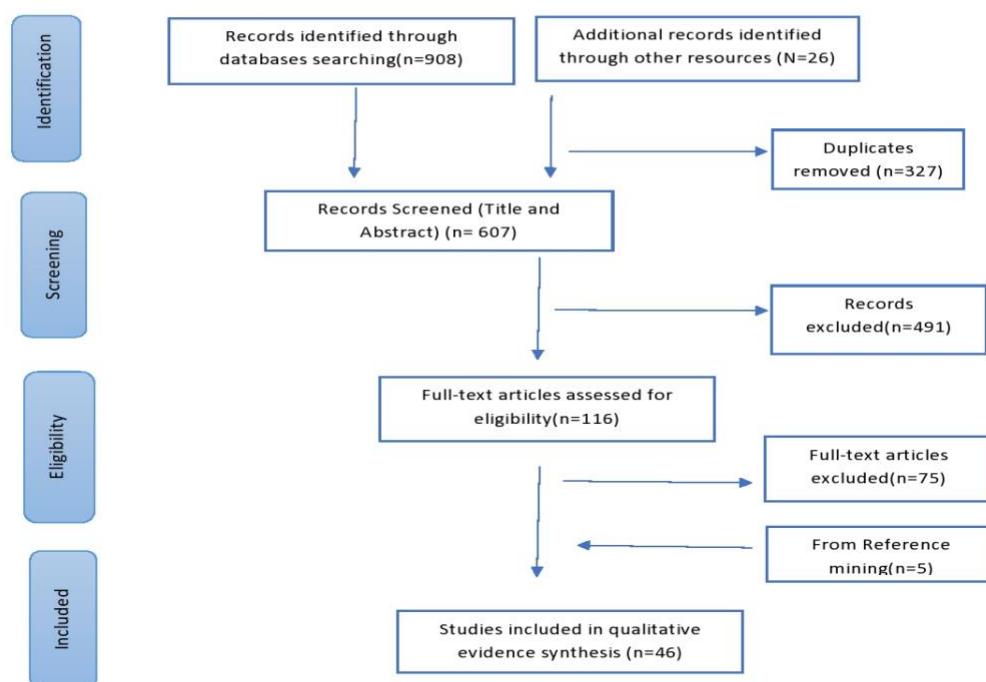 Identification
Records identified through
databases searching(n=908)
Additional records identified
through other resources (N=26)
Duplicates
removed (n=327)
Screening
Records Screened (Title and
Abstract) (n= 607)
Records
excluded(n=491)
Eligibility
Full-text articles assessed for
eligibility(n=116)
Full-text articles
excluded(n=75)
From Reference
mining(n=5)
Included
Studies included in qualitative
evidence synthesis (n=46)